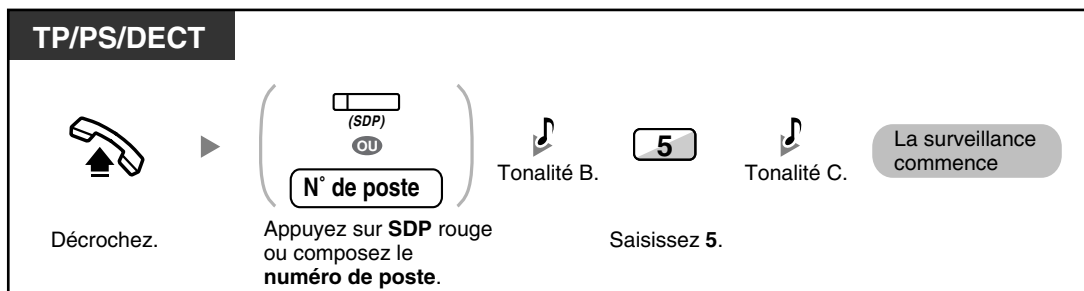 TP/PS/DECT
(SDP)
OU
N° de poste
5
Tonalité B.
Tonalité C.
La surveillance
commence
Décrochez.
Appuyez sur SDP rouge
ou composez le
numéro de poste.
Saisissez 5.